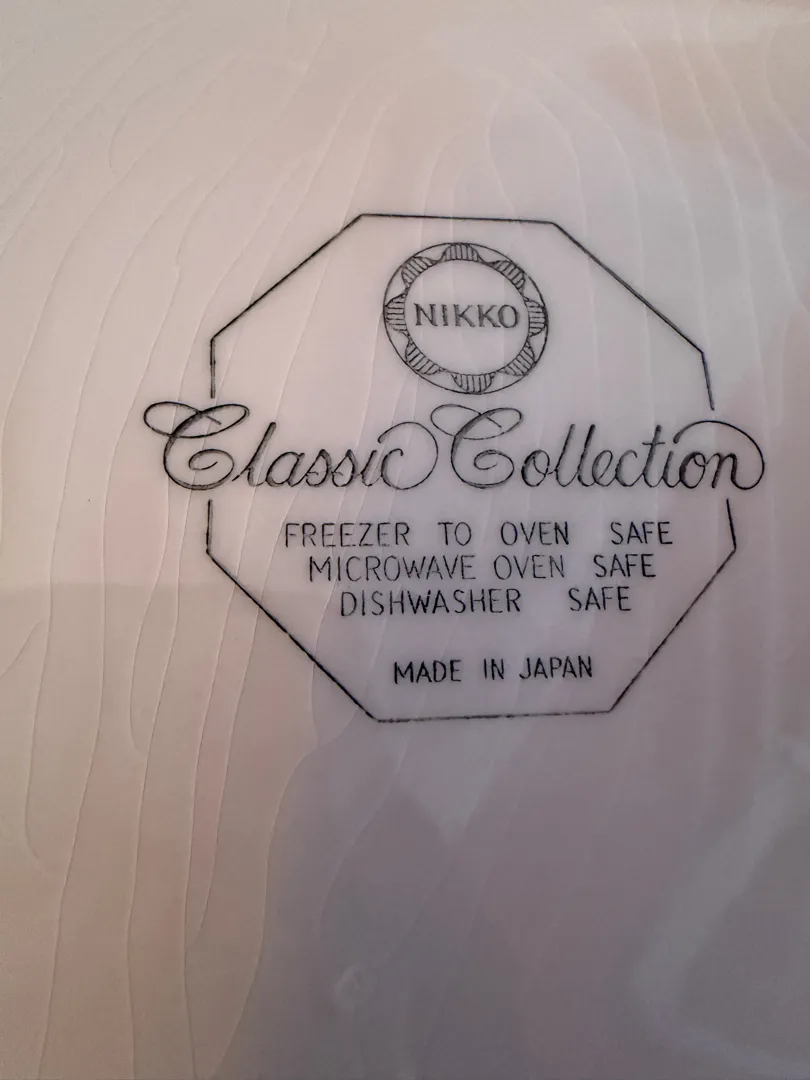 NIKKO
Classic Collection
FREEZER TO OVEN SAFE
MICROWAVE OVEN SAFE
DISHWASHER SAFE
MADE IN JAPAN